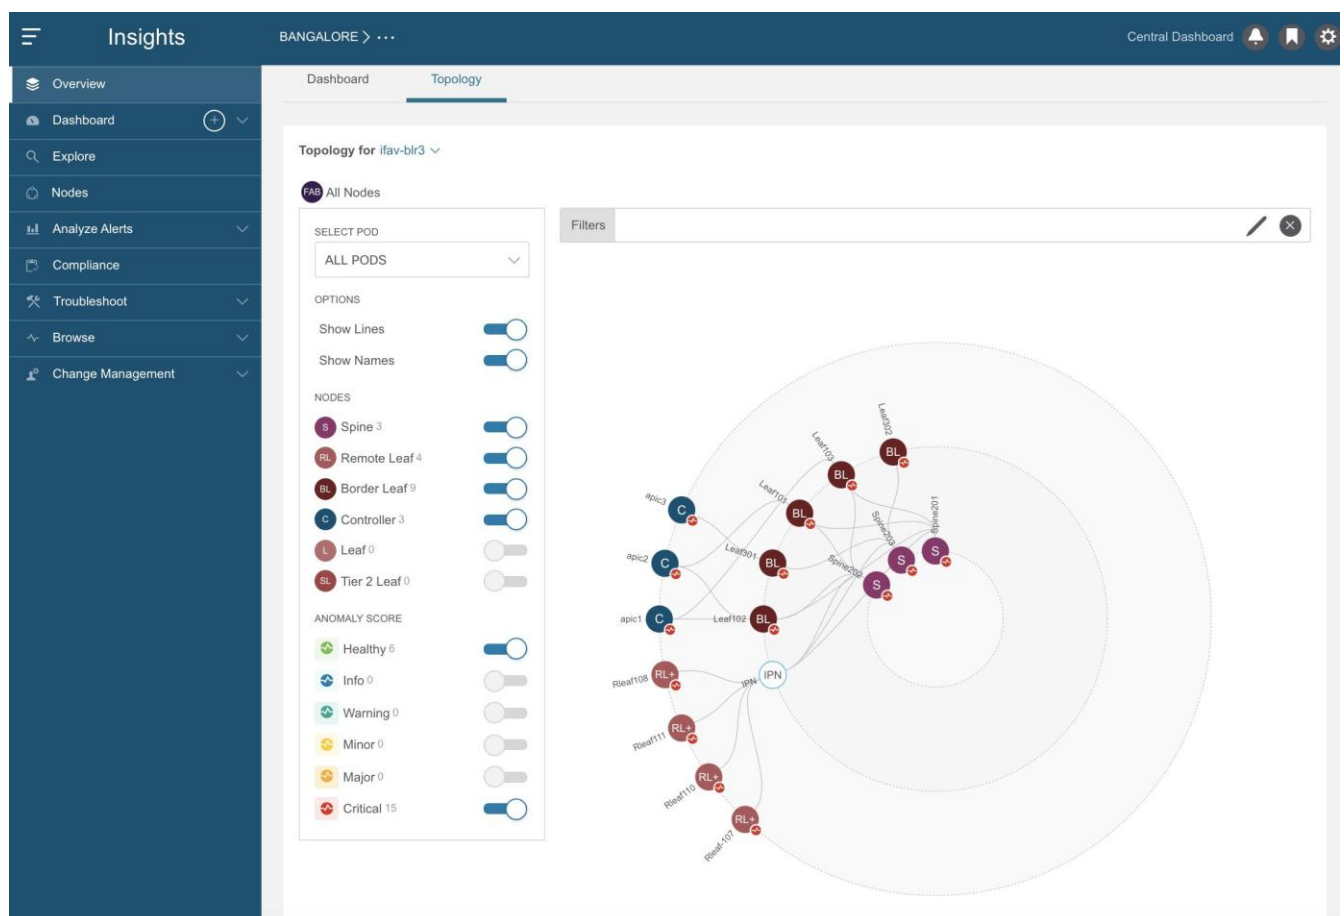 Insights
BANGALORE > ...
Central Dashboard
Overview
Dashboard
Explore
Nodes
Analyze Alerts
Compliance
Troubleshoot
Browse
Change Management
Dashboard Topology
Topology for ifav-blr3
FAB All Nodes
SELECT POD
ALL PODS
OPTIONS
Show Lines
Show Names
NODES
S Spine 3
RL Remote Leaf 4
BL Border Leaf 9
C Controller 3
L Leaf 0
SL Tier 2 Leaf 0
ANOMALY SCORE
Healthy 6
Info 0
Warning 0
Minor 0
Major 0
Critical 15
Filters
Leaf302
BL
Leaf103
BL
Leaf101
BL
Leaf301
BL
Leaf102
BL
Spine201
S
Spine203
S
Spine202
S
apic3
C
apic2
C
apic1
C
IPN
IPN
Rleaf108
RL+
Rleaf111
RL+
Rleaf110
RL+
Rleaf-107
RL+